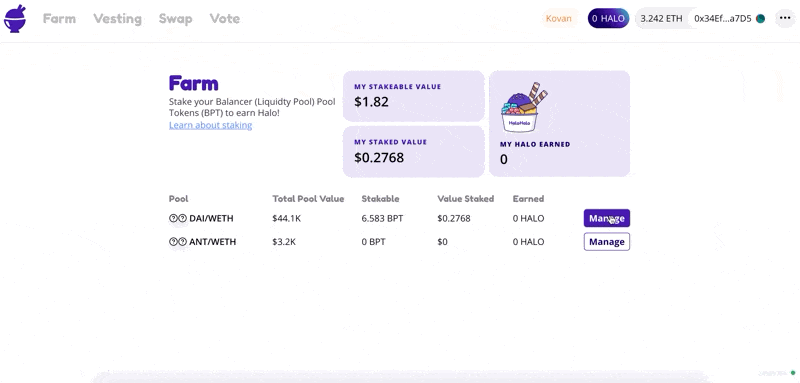 Farm Vesting Swap Vote
Kovan
0 HALO
3.242 ETH
0x34Ef...a7D5
Farm
Stake your Balancer (Liquidty Pool) Pool
Tokens (BPT) to earn Halo!
Learn about staking
MY STAKEABLE VALUE
$1.82
MY STAKED VALUE
$0.2768
HaloHalo
MY HALO EARNED
0
Pool Total Pool Value Stakable Value Staked Earned
DAI/WETH $44.1K 6.583 BPT $0.2768 0 HALO Manage
ANT/WETH $3.2K 0 BPT $0 0 HALO Manage